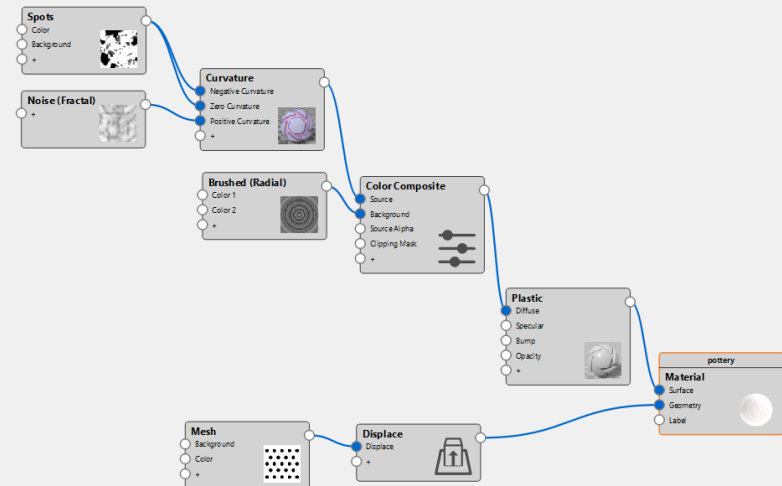 Spots
Color
Background
+
Noise (Fractal)
+
Curvature
Negative Curvature
Zero Curvature
Positive Curvature
+
Brushed (Radial)
Color 1
Color 2
+
Color Composite
Source
Background
Source Alpha
Clipping Mask
+
Plastic
Diffuse
Specular
Bump
Opacity
+
pottery
Material
Surface
Geometry
Label
Mesh
Background
Color
+
Displace
Displace
+